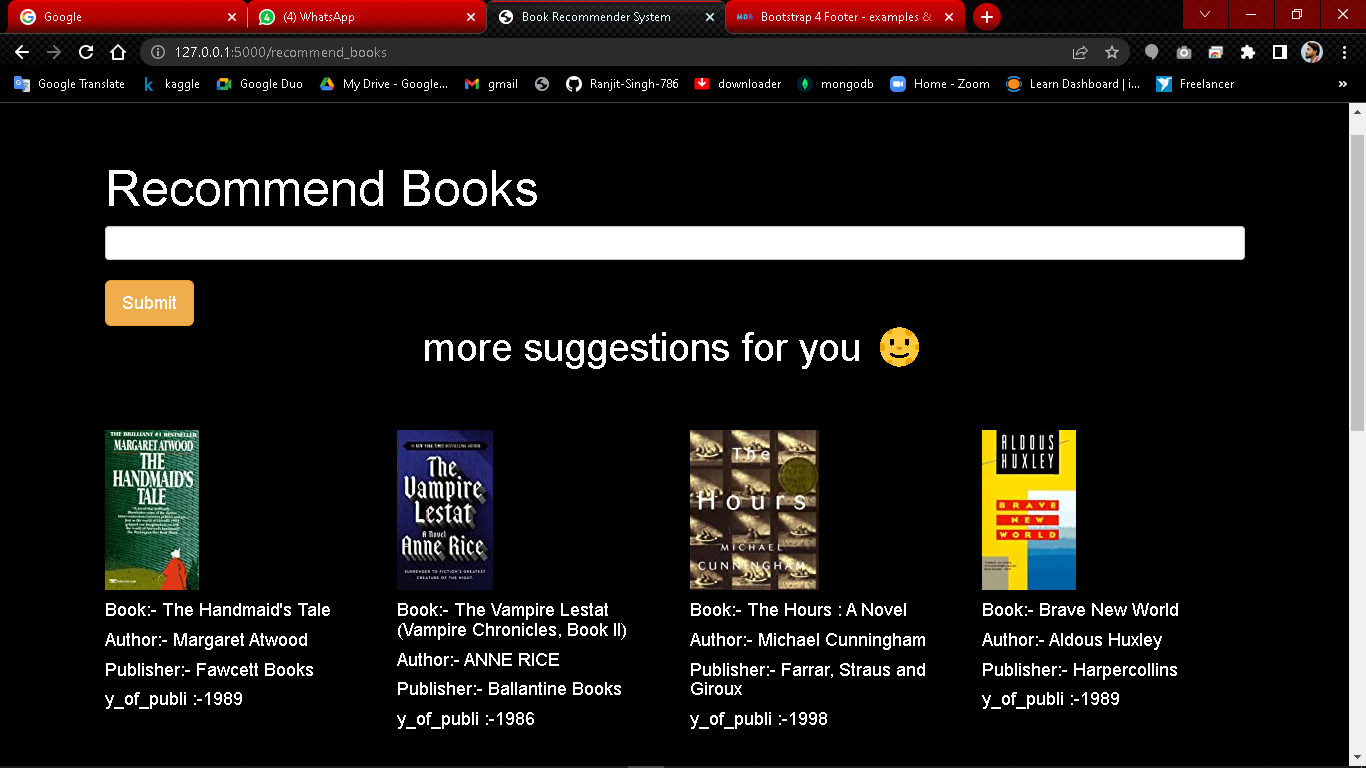 Google
(4) WhatsApp
Book Recommender System
MDB Bootstrap 4 Footer - examples &
127.0.0.1:5000/recommend_books
Google Translate
kaggle
Google Duo
My Drive - Google...
gmail
Ranjit-Singh-786
downloader
mongodb
Home - Zoom
Learn Dashboard | i...
Freelancer
»
Recommend Books
Submit
more suggestions for you
THE BRILLIANT #1 BESTSELLER
MARGARET ATWOOD
THE
HANDMAID'S
TALE
#1 NEW YORK TIMES BESTSELLING AUTHOR
The
Vampire
Lestat
A Novel
Anne Rice
SURRENDER TO FICTION'S GREATEST
CREATURE OF THE NIGHT.
The
Hours
MICHAEL
CUNNINGHAM
ALDOUS
HUXLEY
BRAVE
NEW
WORLD
Book:- The Handmaid's Tale
Author:- Margaret Atwood
Publisher:- Fawcett Books
y_of_publi :-1989
Book:- The Vampire Lestat
(Vampire Chronicles, Book II)
Author:- ANNE RICE
Publisher:- Ballantine Books
y_of_publi :-1986
Book:- The Hours : A Novel
Author:- Michael Cunningham
Publisher:- Farrar, Straus and
Giroux
y_of_publi :-1998
Book:- Brave New World
Author:- Aldous Huxley
Publisher:- Harpercollins
y_of_publi :-1989